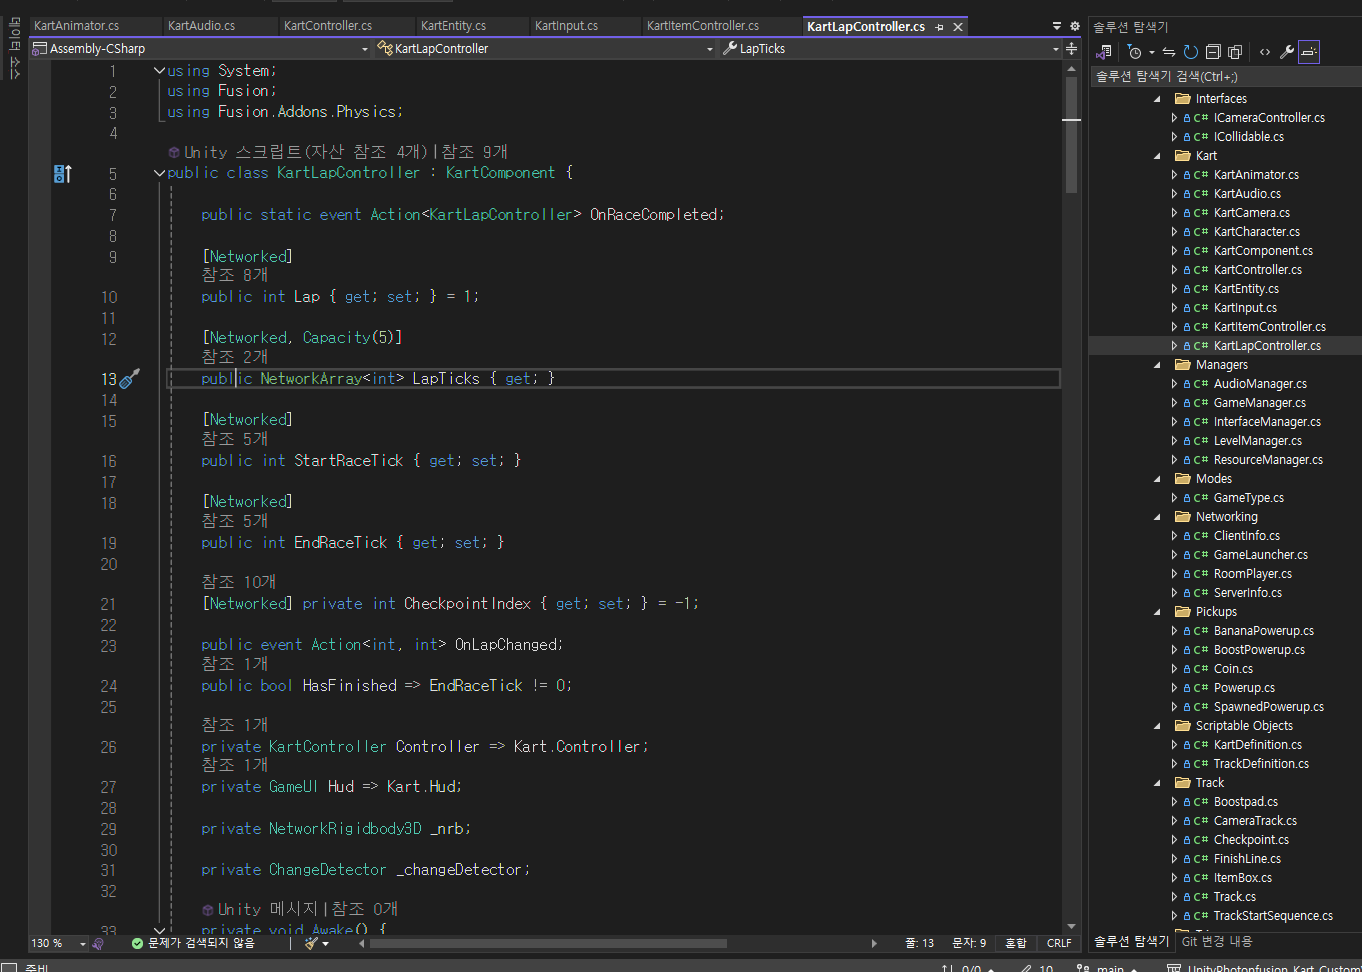 데이터 소스
KartAnimator.cs KartAudio.cs KartController.cs KartEntity.cs KartInput.cs KartItemController.cs KartLapController.cs
Assembly-CSharp KartLapController LapTicks
1 using System;
2 using Fusion;
3 using Fusion.Addons.Physics;
4
Unity 스크립트(자산 참조 4개)|참조 9개
5 public class KartLapController : KartComponent {
6
7 public static event Action<KartLapController> OnRaceCompleted;
8
9 [Networked]
참조 8개
10 public int Lap { get; set; } = 1;
11
12 [Networked, Capacity(5)]
참조 2개
13 public NetworkArray<int> LapTicks { get; }
14
15 [Networked]
참조 5개
16 public int StartRaceTick { get; set; }
17
18 [Networked]
참조 5개
19 public int EndRaceTick { get; set; }
20
참조 10개
21 [Networked] private int CheckpointIndex { get; set; } = -1;
22
23 public event Action<int, int> OnLapChanged;
참조 1개
24 public bool HasFinished => EndRaceTick != 0;
25
참조 1개
26 private KartController Controller => Kart.Controller;
참조 1개
27 private GameUI Hud => Kart.Hud;
28
29 private NetworkRigidbody3D _nrb;
30
31 private ChangeDetector _changeDetector;
32
Unity 메시지|참조 0개
33 private void Awake() {
130 % 문제가 검색되지 않음 줄: 13 문자: 9 혼합 CRLF
솔루션 탐색기
솔루션 탐색기 검색(Ctrl+;)
Interfaces
C# ICameraController.cs
C# ICollidable.cs
Kart
C# KartAnimator.cs
C# KartAudio.cs
C# KartCamera.cs
C# KartCharacter.cs
C# KartComponent.cs
C# KartController.cs
C# KartEntity.cs
C# KartInput.cs
C# KartItemController.cs
C# KartLapController.cs
Managers
C# AudioManager.cs
C# GameManager.cs
C# InterfaceManager.cs
C# LevelManager.cs
C# ResourceManager.cs
Modes
C# GameType.cs
Networking
C# ClientInfo.cs
C# GameLauncher.cs
C# RoomPlayer.cs
C# ServerInfo.cs
Pickups
C# BananaPowerup.cs
C# BoostPowerup.cs
C# Coin.cs
C# Powerup.cs
C# SpawnedPowerup.cs
Scriptable Objects
C# KartDefinition.cs
C# TrackDefinition.cs
Track
C# Boostpad.cs
C# CameraTrack.cs
C# Checkpoint.cs
C# FinishLine.cs
C# ItemBox.cs
C# Track.cs
C# TrackStartSequence.cs
솔루션 탐색기 Git 변경 내용
준비 0/0 10 main UnityPhotonfusion_Kart_Custom